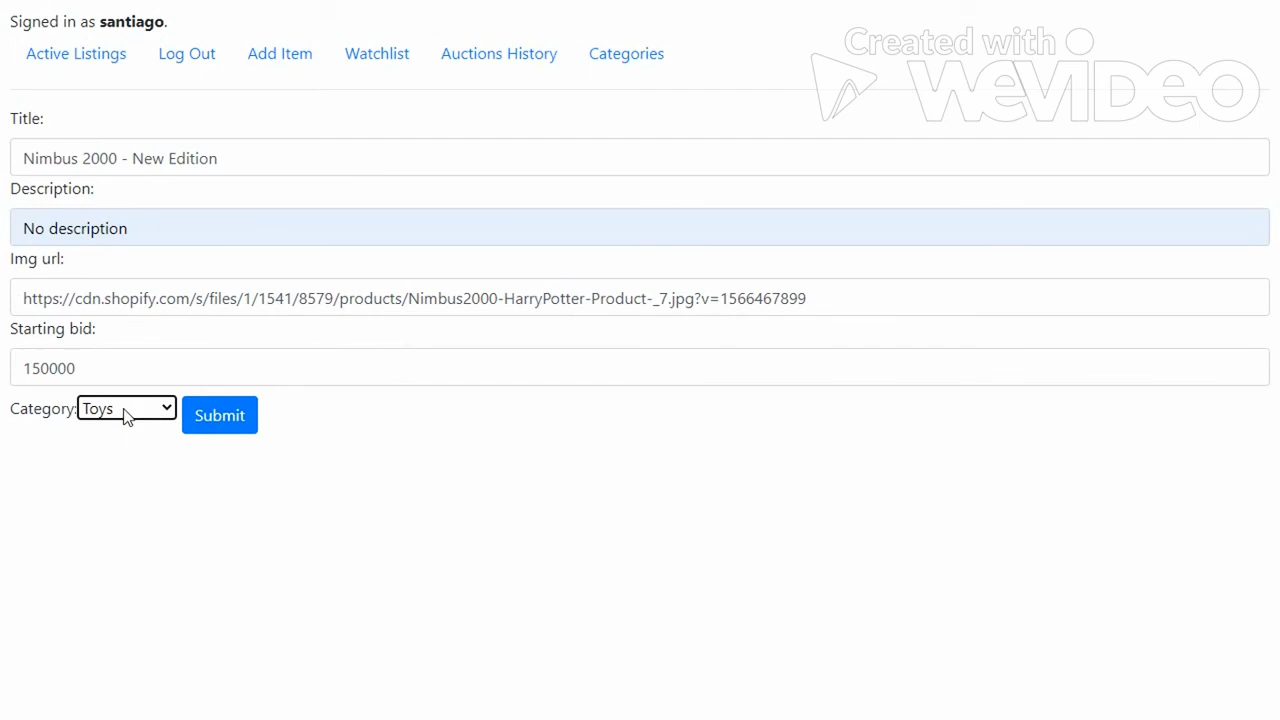 Signed in as santiago.
Active Listings Log Out Add Item Watchlist Auctions History Categories
Created with
WEVIDEO
Title:
Nimbus 2000 - New Edition
Description:
No description
Img url:
https://cdn.shopify.com/s/files/1/1541/8579/products/Nimbus2000-HarryPotter-Product-_7.jpg?v=1566467899
Starting bid:
150000
Category: Toys Submit